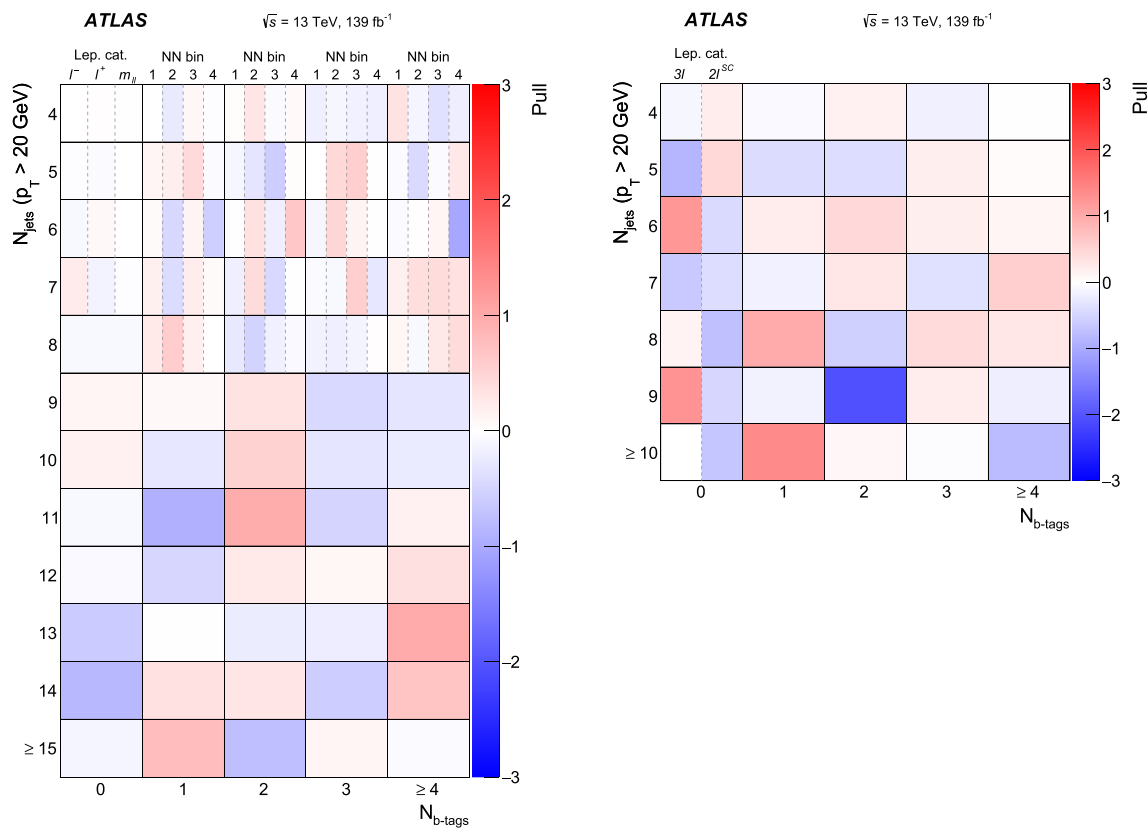 ATLAS
√s = 13 TeV, 139 fb⁻¹
Lep. cat. NN bin NN bin NN bin NN bin
l⁻ l⁺ mₗₗ 1 2 3 4 1 2 3 4 1 2 3 4 1 2 3 4
N_jets (p_T > 20 GeV)
4
5
6
7
8
9
10
11
12
13
14
≥ 15
0 1 2 3 ≥ 4
N_b-tags
Pull
3
2
1
0
−1
−2
−3
ATLAS
√s = 13 TeV, 139 fb⁻¹
Lep. cat.
3l 2l^SC
N_jets (p_T > 20 GeV)
4
5
6
7
8
9
≥ 10
0 1 2 3 ≥ 4
N_b-tags
Pull
3
2
1
0
−1
−2
−3